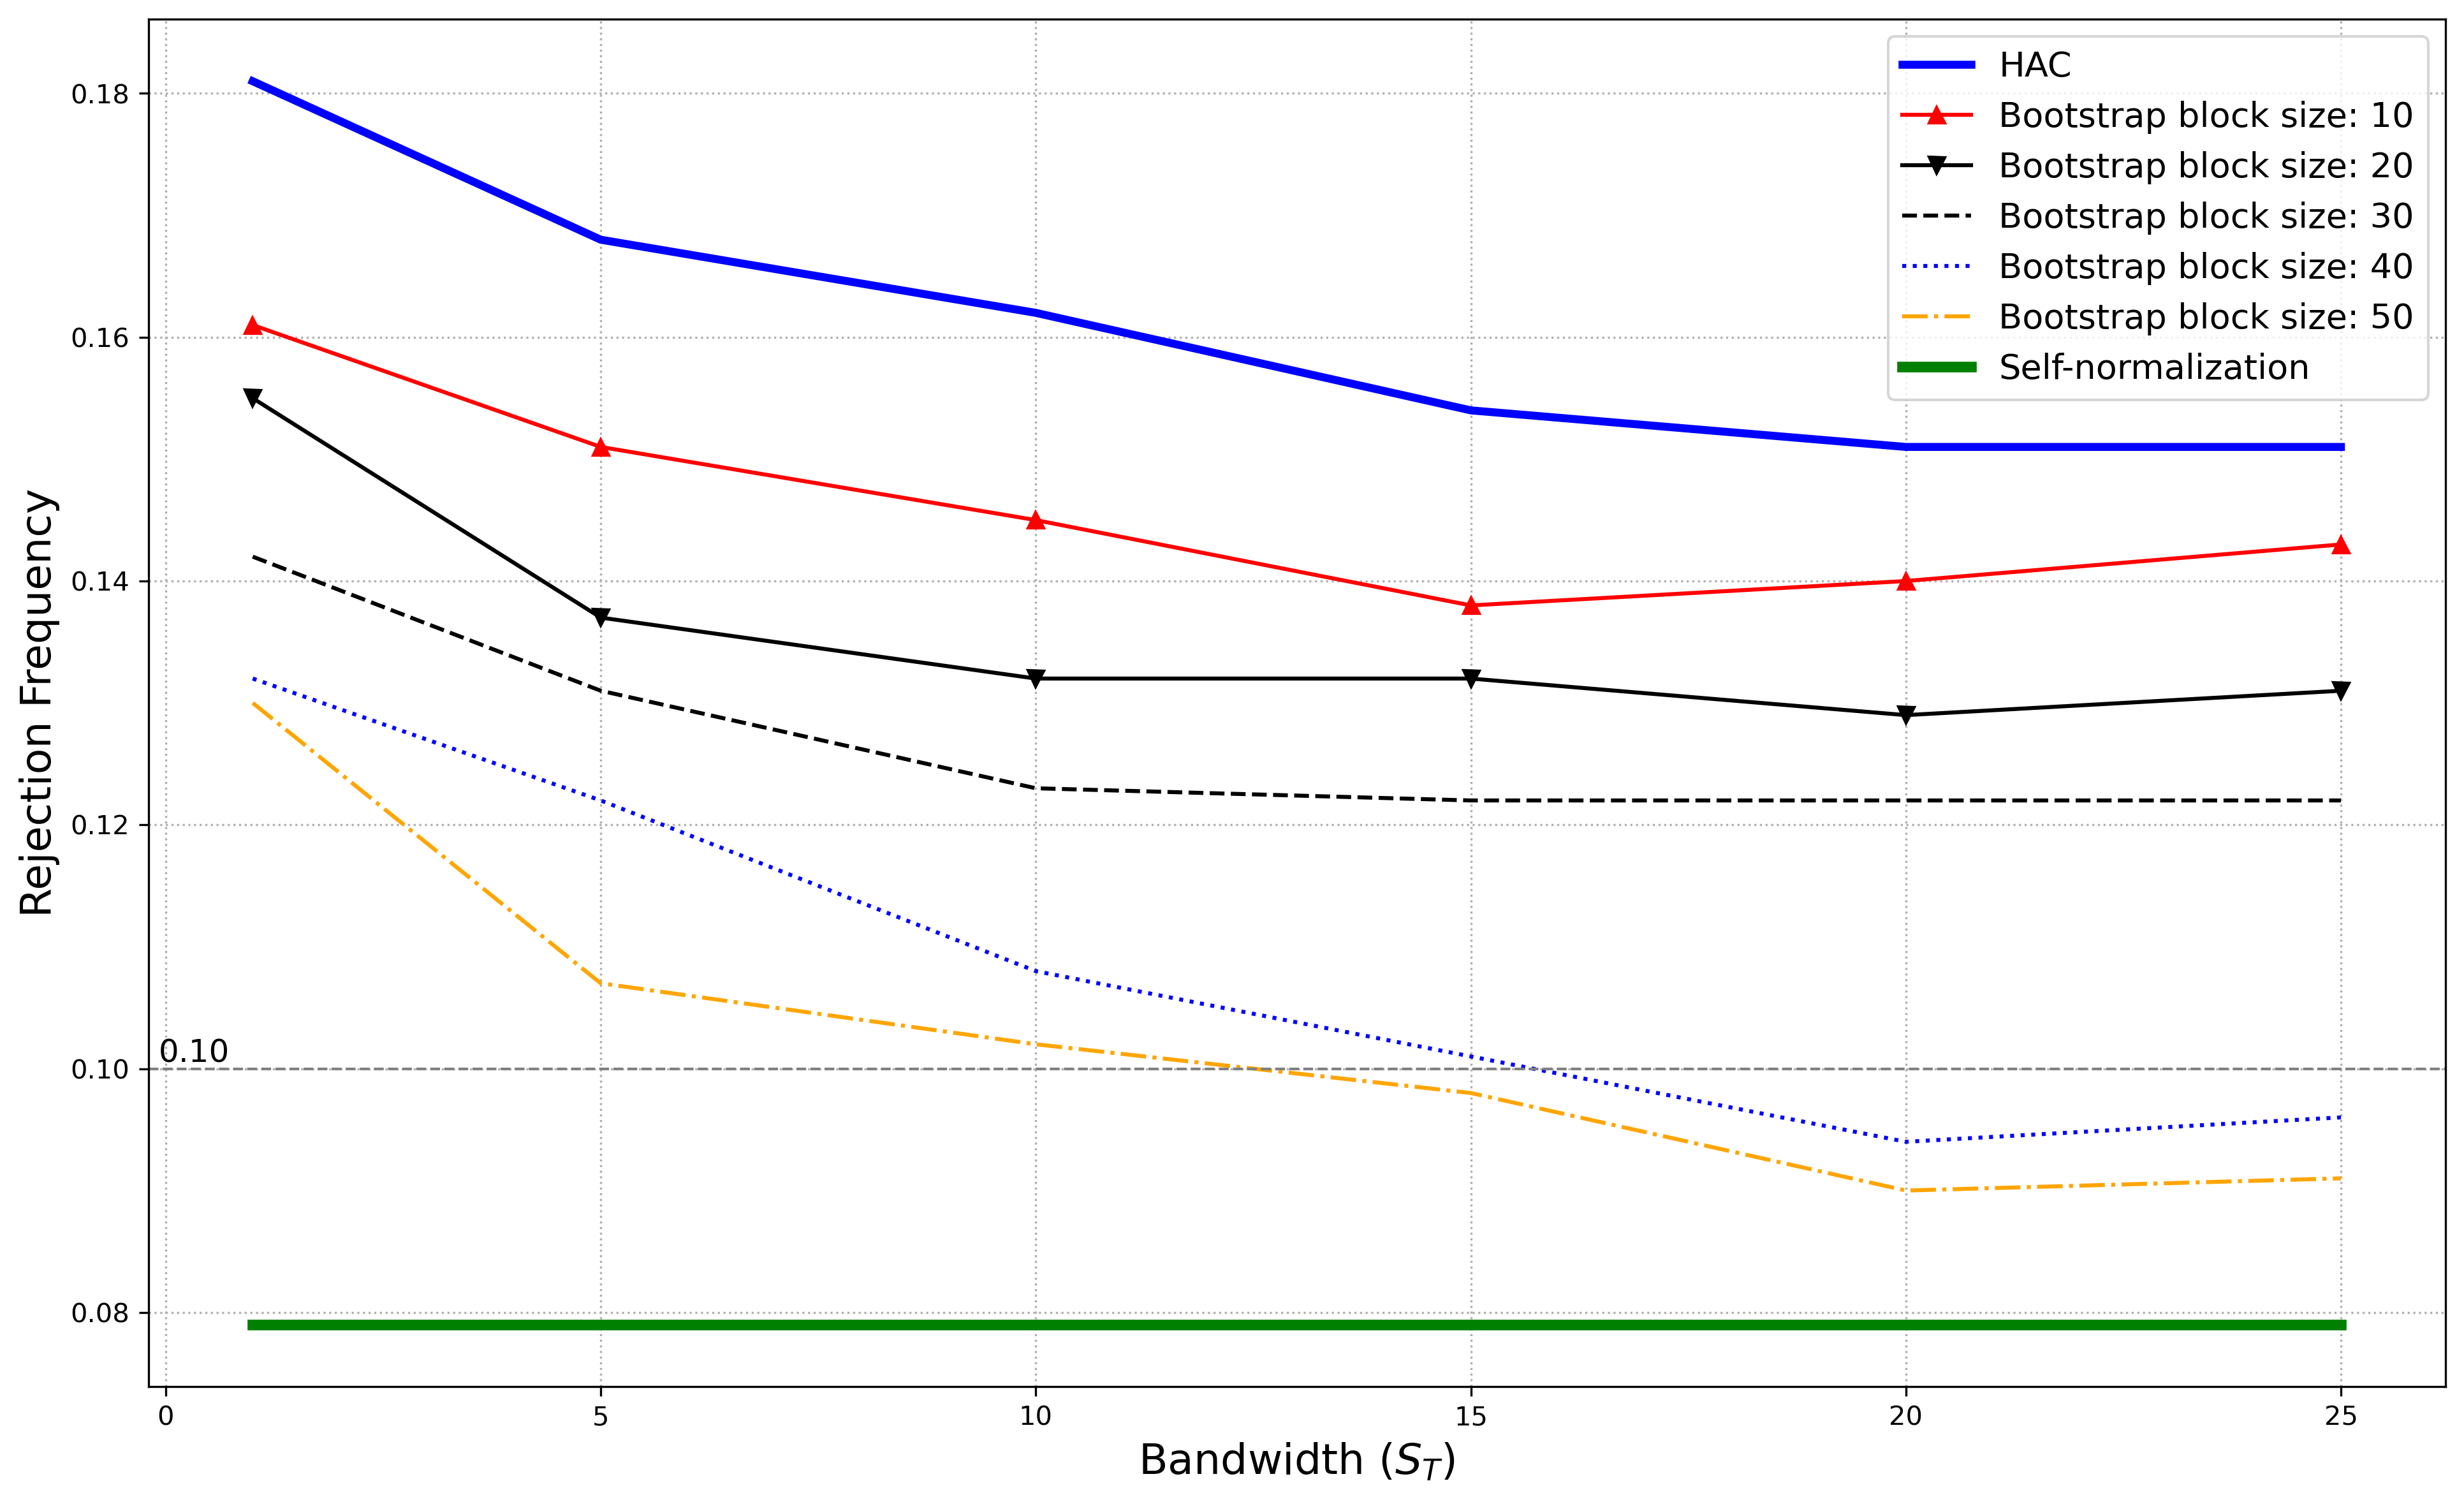 HAC
Bootstrap block size: 10
Bootstrap block size: 20
Bootstrap block size: 30
Bootstrap block size: 40
Bootstrap block size: 50
Self-normalization
Rejection Frequency
0.18
0.16
0.14
0.12
0.10
0.10
0.08
0 5 10 15 20 25
Bandwidth (S_T)